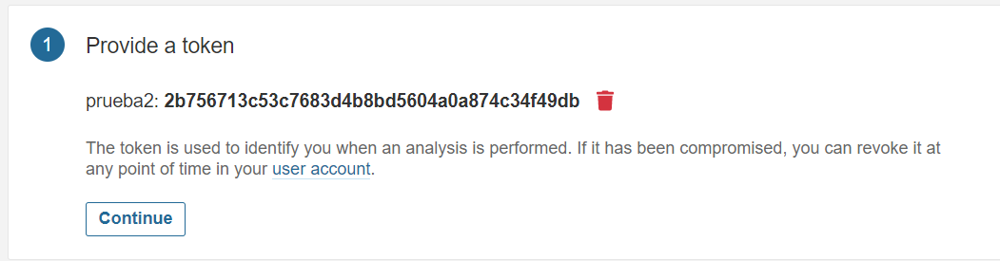 1
Provide a token
prueba2: 2b756713c53c7683d4b8bd5604a0a874c34f49db
The token is used to identify you when an analysis is performed. If it has been compromised, you can revoke it at
any point of time in your user account.
Continue